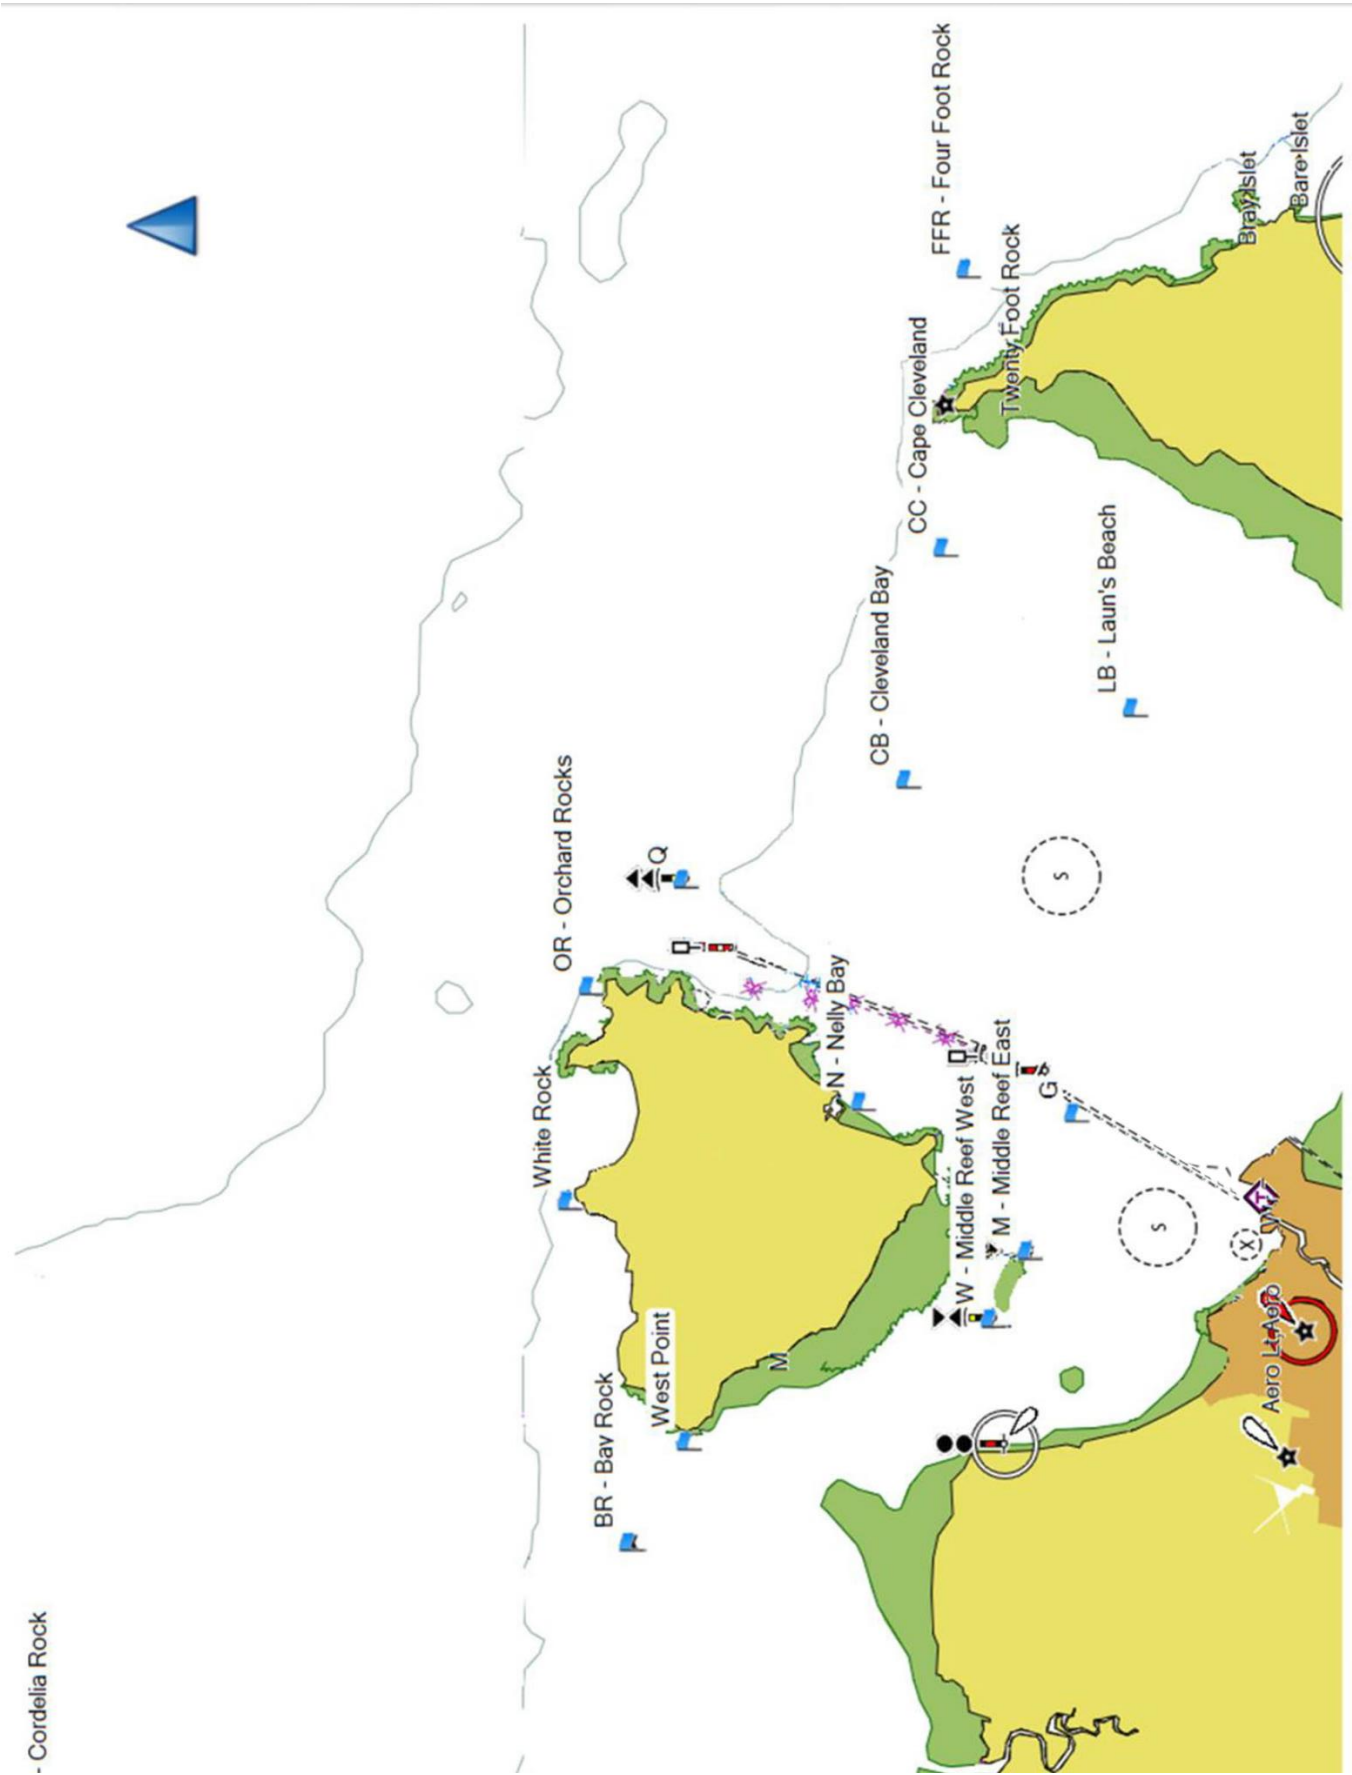 - Cordelia Rock
BR - Bay Rock
West Point
M
White Rock
OR - Orchard Rocks
Q
N - Nelly Bay
W - Middle Reef West
M - Middle Reef East
G
S
X
T
Aero Lt,Aero
S
CB - Cleveland Bay
LB - Laun's Beach
CC - Cape Cleveland
Twenty Foot Rock
FFR - Four Foot Rock
Bray Islet
Bare Islet